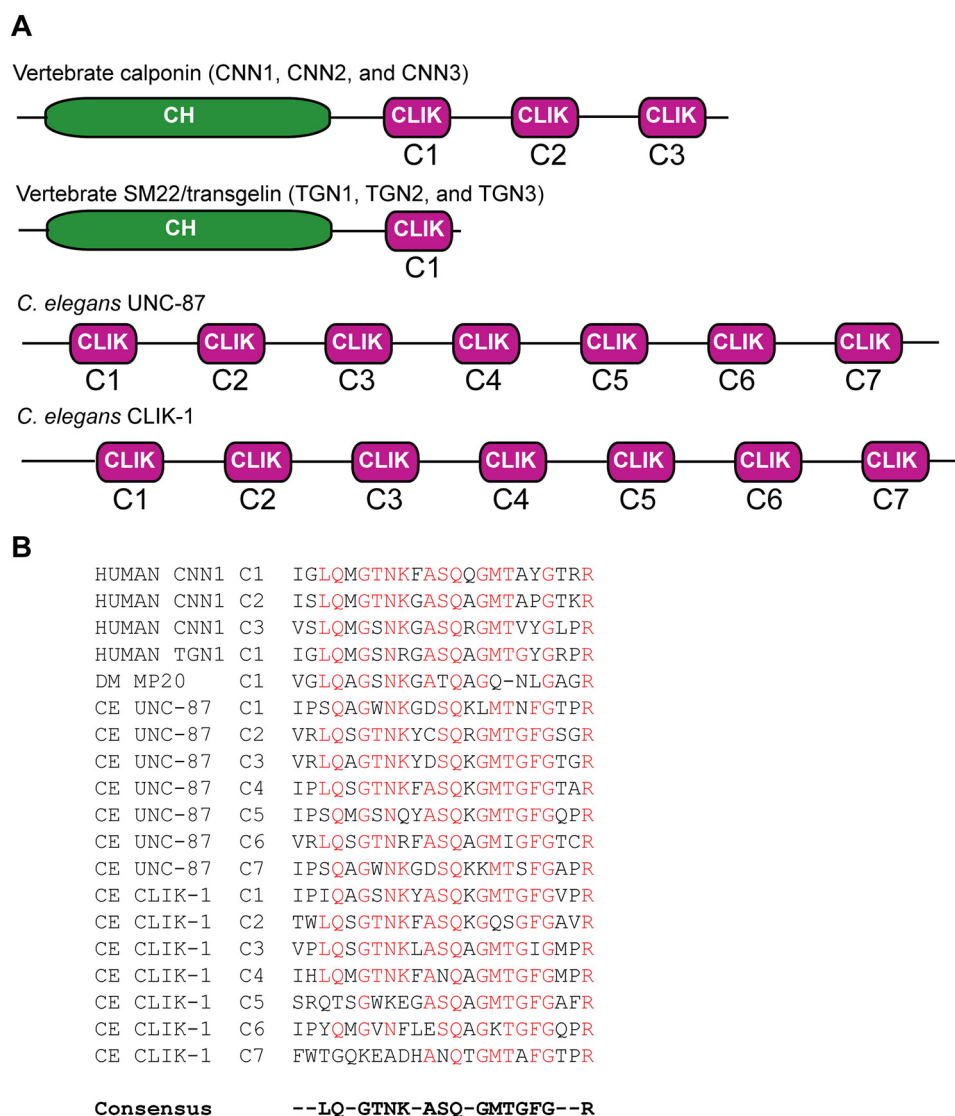 A
Vertebrate calponin (CNN1, CNN2, and CNN3)
CH CLIK CLIK CLIK
C1 C2 C3
Vertebrate SM22/transgelin (TGN1, TGN2, and TGN3)
CH CLIK
C1
C. elegans UNC-87
CLIK CLIK CLIK CLIK CLIK CLIK CLIK
C1 C2 C3 C4 C5 C6 C7
C. elegans CLIK-1
CLIK CLIK CLIK CLIK CLIK CLIK CLIK
C1 C2 C3 C4 C5 C6 C7
B
HUMAN CNN1 C1 IGLQMGTNKFASQQGMTAYGTRR
HUMAN CNN1 C2 ISLQMGTNKGASQAGMTAPGTKR
HUMAN CNN1 C3 VSLQMGSNKGASQRGMTVYGLPR
HUMAN TGN1 C1 IGLQMGSNRGASQAGMTGYGRPR
DM MP20 C1 VGLQAGSNKGATQAGQ-NLGAGR
CE UNC-87 C1 IPSQAGWNKGDSQKLMTNFGTPR
CE UNC-87 C2 VRLQSGTNKYCSQRGMTGFGSGR
CE UNC-87 C3 VRLQAGTNKYDSQKGMTGFGTGR
CE UNC-87 C4 IPLQSGTNKFASQKGMTGFGTAR
CE UNC-87 C5 IPSQMGSNQYASQKGMTGFGQPR
CE UNC-87 C6 VRLQSGTNRFASQAGMIGFGTCR
CE UNC-87 C7 IPSQAGWNKGDSQKKMTSFGAPR
CE CLIK-1 C1 IPIQAGSNKYASQKGMTGFGVPR
CE CLIK-1 C2 TWLQSGTNKFASQKGQSGFGAVR
CE CLIK-1 C3 VPLQSGTNKLASQAGMTGIGMPR
CE CLIK-1 C4 IHLQMGTNKFANQAGMTGFGMPR
CE CLIK-1 C5 SRQTSGWKEGASQAGMTGFGAFR
CE CLIK-1 C6 IPYQMGVNFLESQAGKTGFGQPR
CE CLIK-1 C7 FWTGQKEADHANQTGMTAFGTPR
Consensus --LQ-GTNK-ASQ-GMTGFG--R